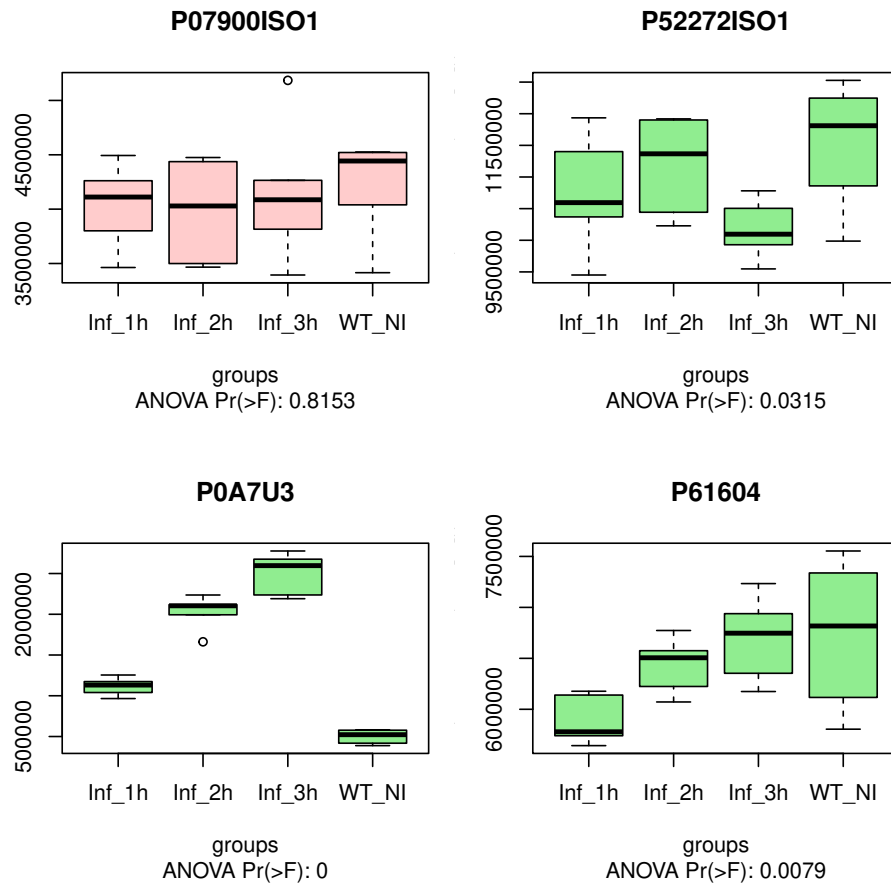 P07900ISO1
4500000
3500000
Inf_1h Inf_2h Inf_3h WT_NI
groups
ANOVA Pr(>F): 0.8153
P52272ISO1
11500000
9500000
Inf_1h Inf_2h Inf_3h WT_NI
groups
ANOVA Pr(>F): 0.0315
P0A7U3
2000000
500000
Inf_1h Inf_2h Inf_3h WT_NI
groups
ANOVA Pr(>F): 0
P61604
7500000
6000000
Inf_1h Inf_2h Inf_3h WT_NI
groups
ANOVA Pr(>F): 0.0079